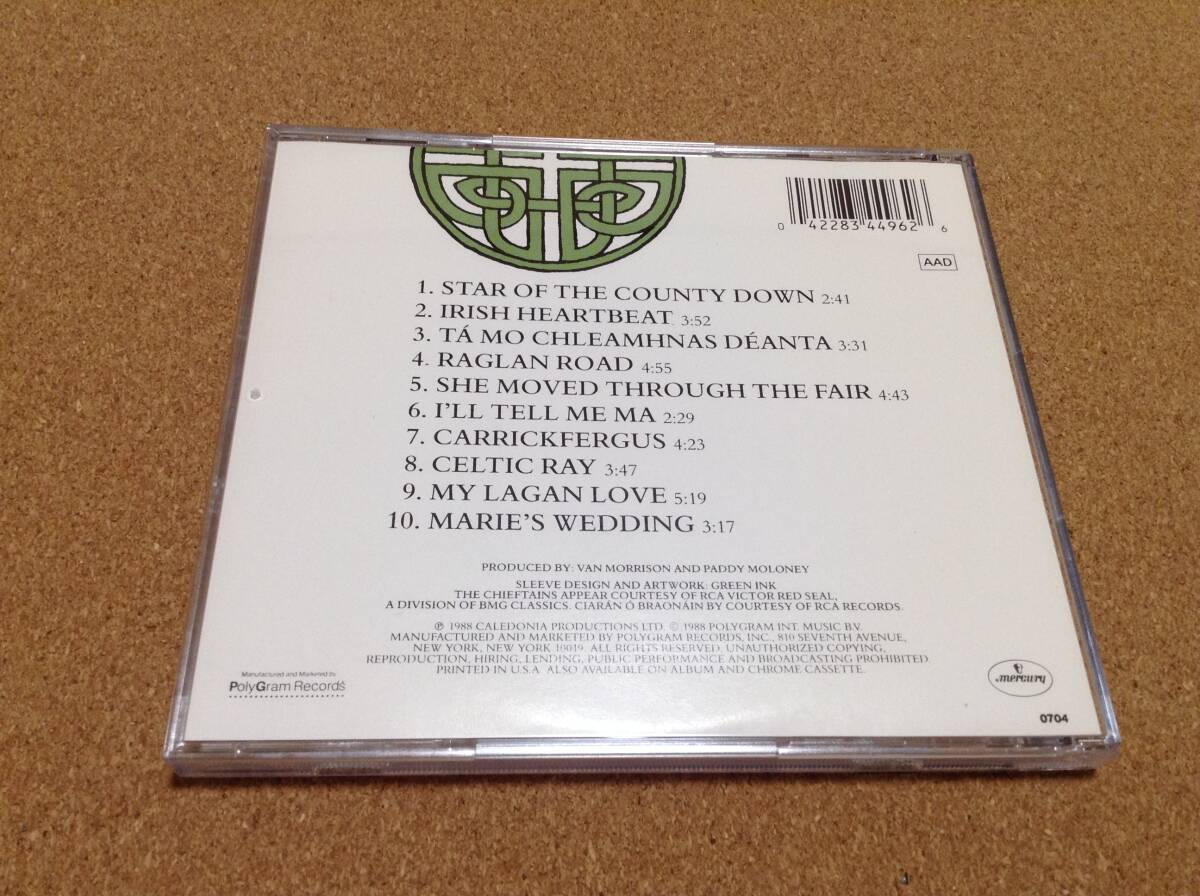 0 42283 44962 6
AAD
1. STAR OF THE COUNTY DOWN 2:41
2. IRISH HEARTBEAT 3:52
3. TÁ MO CHLEAMHNAS DÉANTA 3:31
4. RAGLAN ROAD 4:55
5. SHE MOVED THROUGH THE FAIR 4:43
6. I'LL TELL ME MA 2:29
7. CARRICKFERGUS 4:23
8. CELTIC RAY 3:47
9. MY LAGAN LOVE 5:19
10. MARIE'S WEDDING 3:17
PRODUCED BY: VAN MORRISON AND PADDY MOLONEY
SLEEVE DESIGN AND ARTWORK: GREEN INK
THE CHIEFTAINS APPEAR COURTESY OF RCA VICTOR RED SEAL,
A DIVISION OF BMG CLASSICS. CIARÁN Ó BRAONÁIN BY COURTESY OF RCA RECORDS.
℗ 1988 CALEDONIA PRODUCTIONS LTD. © 1988 POLYGRAM INT. MUSIC B.V.
MANUFACTURED AND MARKETED BY POLYGRAM RECORDS, INC., 810 SEVENTH AVENUE,
NEW YORK, NEW YORK 10019. ALL RIGHTS RESERVED. UNAUTHORIZED COPYING,
REPRODUCTION, HIRING, LENDING, PUBLIC PERFORMANCE AND BROADCASTING PROHIBITED.
PRINTED IN U.S.A. ALSO AVAILABLE ON ALBUM AND CHROME CASSETTE.
Manufactured and Marketed by
PolyGram Records
mercury
0704